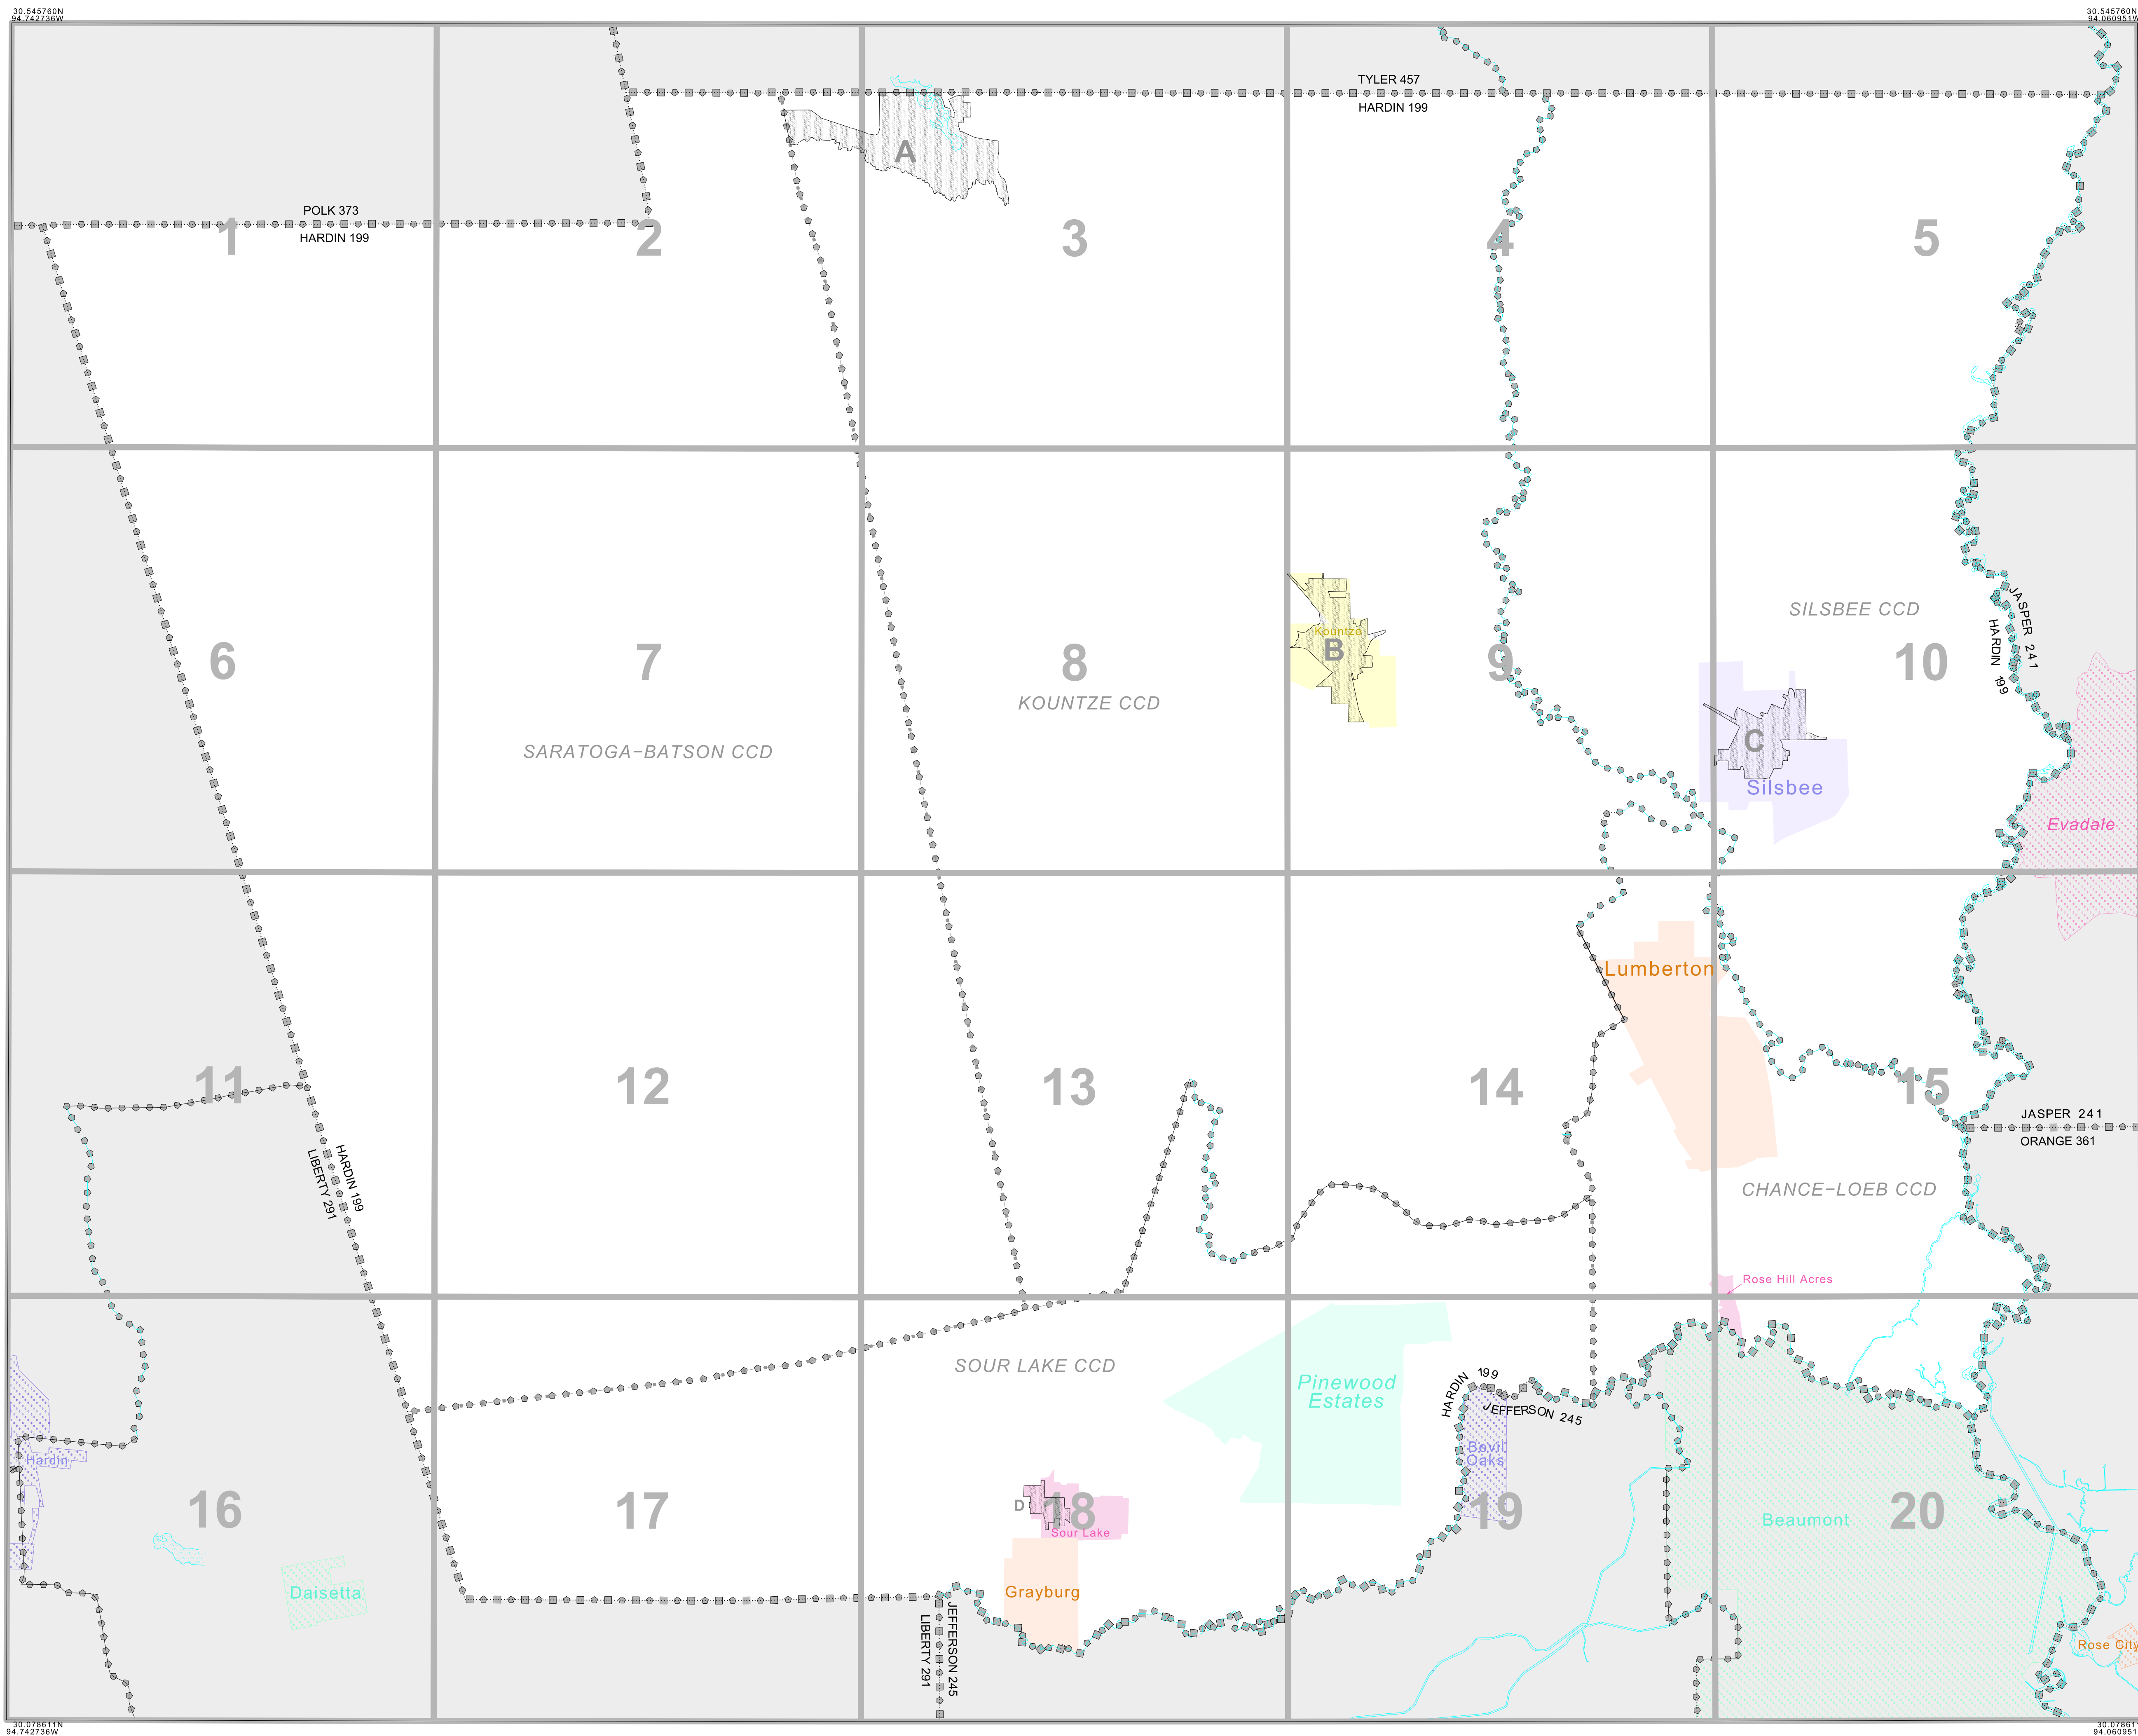 30.545760N
94.742736W
30.545760N
94.060951W
TYLER 457
HARDIN 199
A
POLK 373
HARDIN 199
1
2
3
4
5
SILSBEE CCD
JASPER 241
HARDIN 199
Kountze
B
6
7
8
9
10
KOUNTZE CCD
SARATOGA-BATSON CCD
C
Silsbee
Evadale
Lumberton
11
12
13
14
15
JASPER 241
ORANGE 361
HARDIN 199
LIBERTY 291
CHANCE-LOEB CCD
Rose Hill Acres
SOUR LAKE CCD
Pinewood
Estates
HARDIN 199
JEFFERSON 245
Bevil
Oaks
Hardin
D
16
17
18
19
20
Sour Lake
Beaumont
Daisetta
Grayburg
JEFFERSON 245
LIBERTY 291
Rose City
30.078611N
94.742736W
30.07861
94.060951